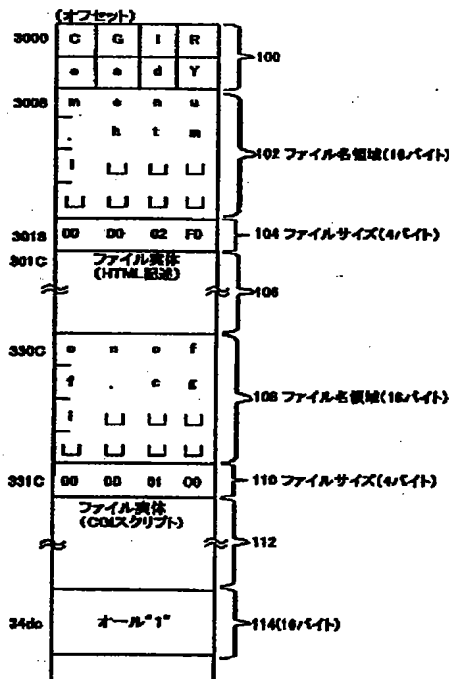 (オフセット)
3000 C G I R
e a d Y
100
3008 m e n u
. h t m
l ␣ ␣ ␣
␣ ␣ ␣ ␣
102 ファイル名領域(16バイト)
3018 00 00 02 F0
104 ファイルサイズ(4バイト)
301C ファイル実体
(HTML記述)
106
330C o n o f
f . c g
i ␣ ␣ ␣
␣ ␣ ␣ ␣
108 ファイル名領域(16バイト)
331C 00 00 01 C0
110 ファイルサイズ(4バイト)
ファイル実体
(CGIスクリプト)
112
34dc オール"1"
114(16バイト)